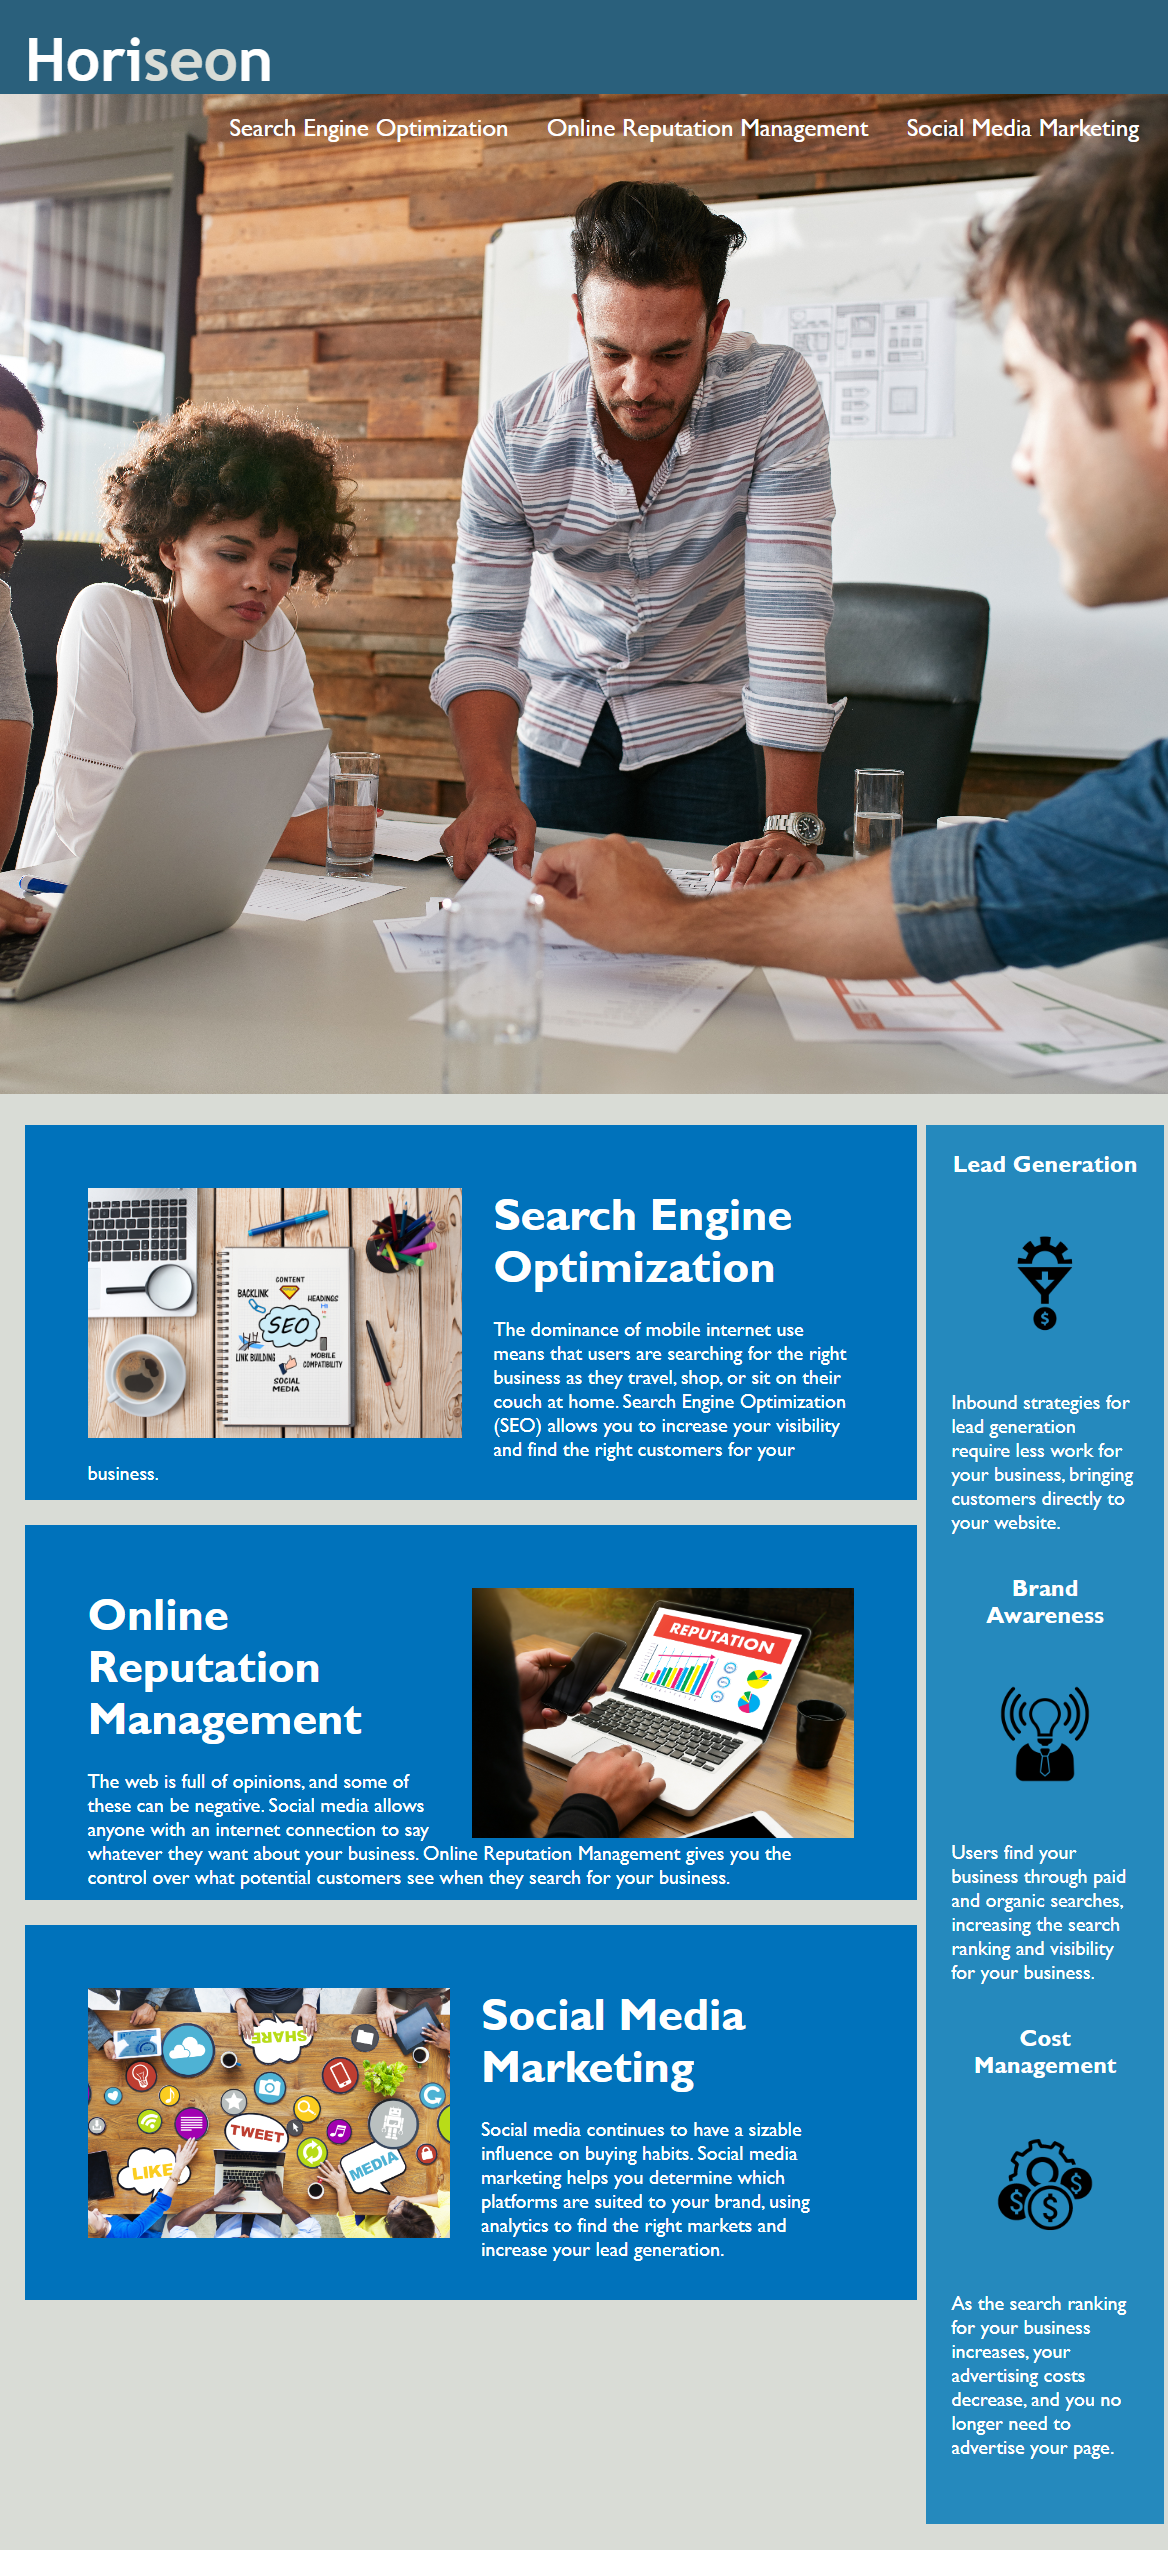 Horiseon
Search Engine Optimization
Online Reputation Management
Social Media Marketing
Search Engine
Optimization
The dominance of mobile internet use
means that users are searching for the right
business as they travel, shop, or sit on their
couch at home. Search Engine Optimization
(SEO) allows you to increase your visibility
and find the right customers for your
business.
CONTENT
BACKLINK
HEADINGS
SEO
LINK BUILDING
MOBILE
COMPATIBILITY
SOCIAL
MEDIA
Online
Reputation
Management
The web is full of opinions, and some of
these can be negative. Social media allows
anyone with an internet connection to say
whatever they want about your business. Online Reputation Management gives you the
control over what potential customers see when they search for your business.
REPUTATION
SHARE
TWEET
LIKE
MEDIA
Social Media
Marketing
Social media continues to have a sizable
influence on buying habits. Social media
marketing helps you determine which
platforms are suited to your brand, using
analytics to find the right markets and
increase your lead generation.
Lead Generation
$
Inbound strategies for
lead generation
require less work for
your business, bringing
customers directly to
your website.
Brand
Awareness
Users find your
business through paid
and organic searches,
increasing the search
ranking and visibility
for your business.
Cost
Management
$ $ $
As the search ranking
for your business
increases, your
advertising costs
decrease, and you no
longer need to
advertise your page.